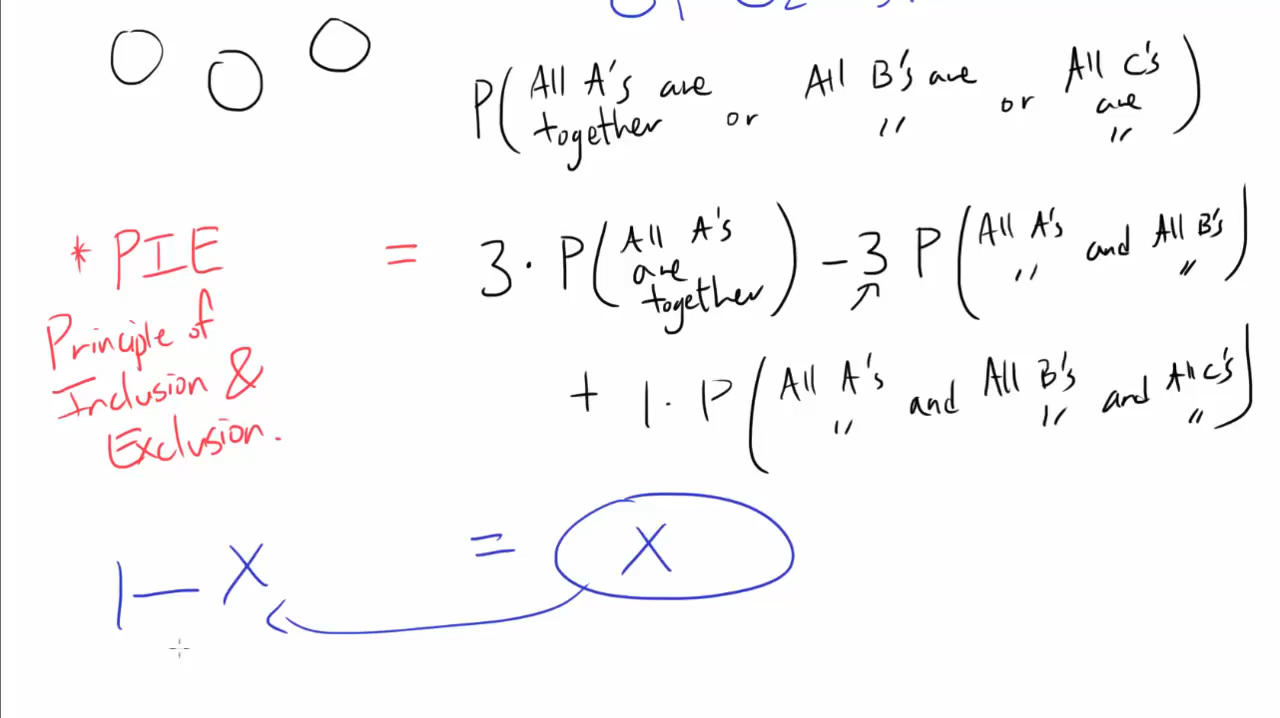 P( All A's are together or All B's are " or All C's are " )
* PIE
Principle of
Inclusion &
Exclusion.
= 3 · P( All A's are together ) - 3 P( All A's " and All B's " )
+ 1 · P( All A's " and All B's " and All C's " )
1 - X = X